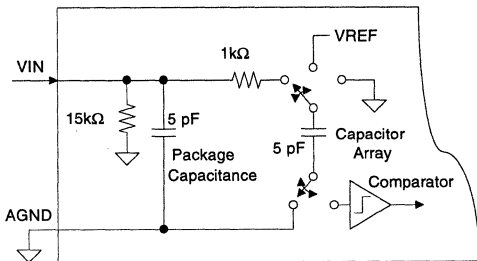 1kΩ
VREF
VIN
15kΩ
5 pF
Package
Capacitance
5 pF
Capacitor
Array
Comparator
AGND